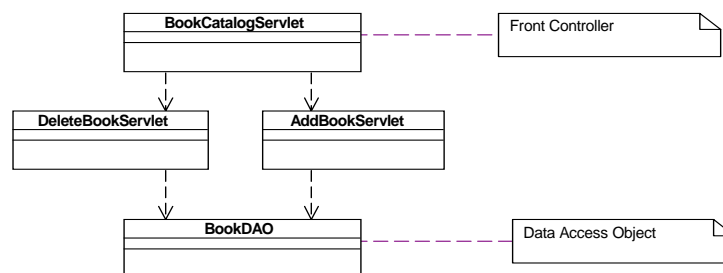 BookCatalogServlet
Front Controller
DeleteBookServlet
AddBookServlet
BookDAO
Data Access Object